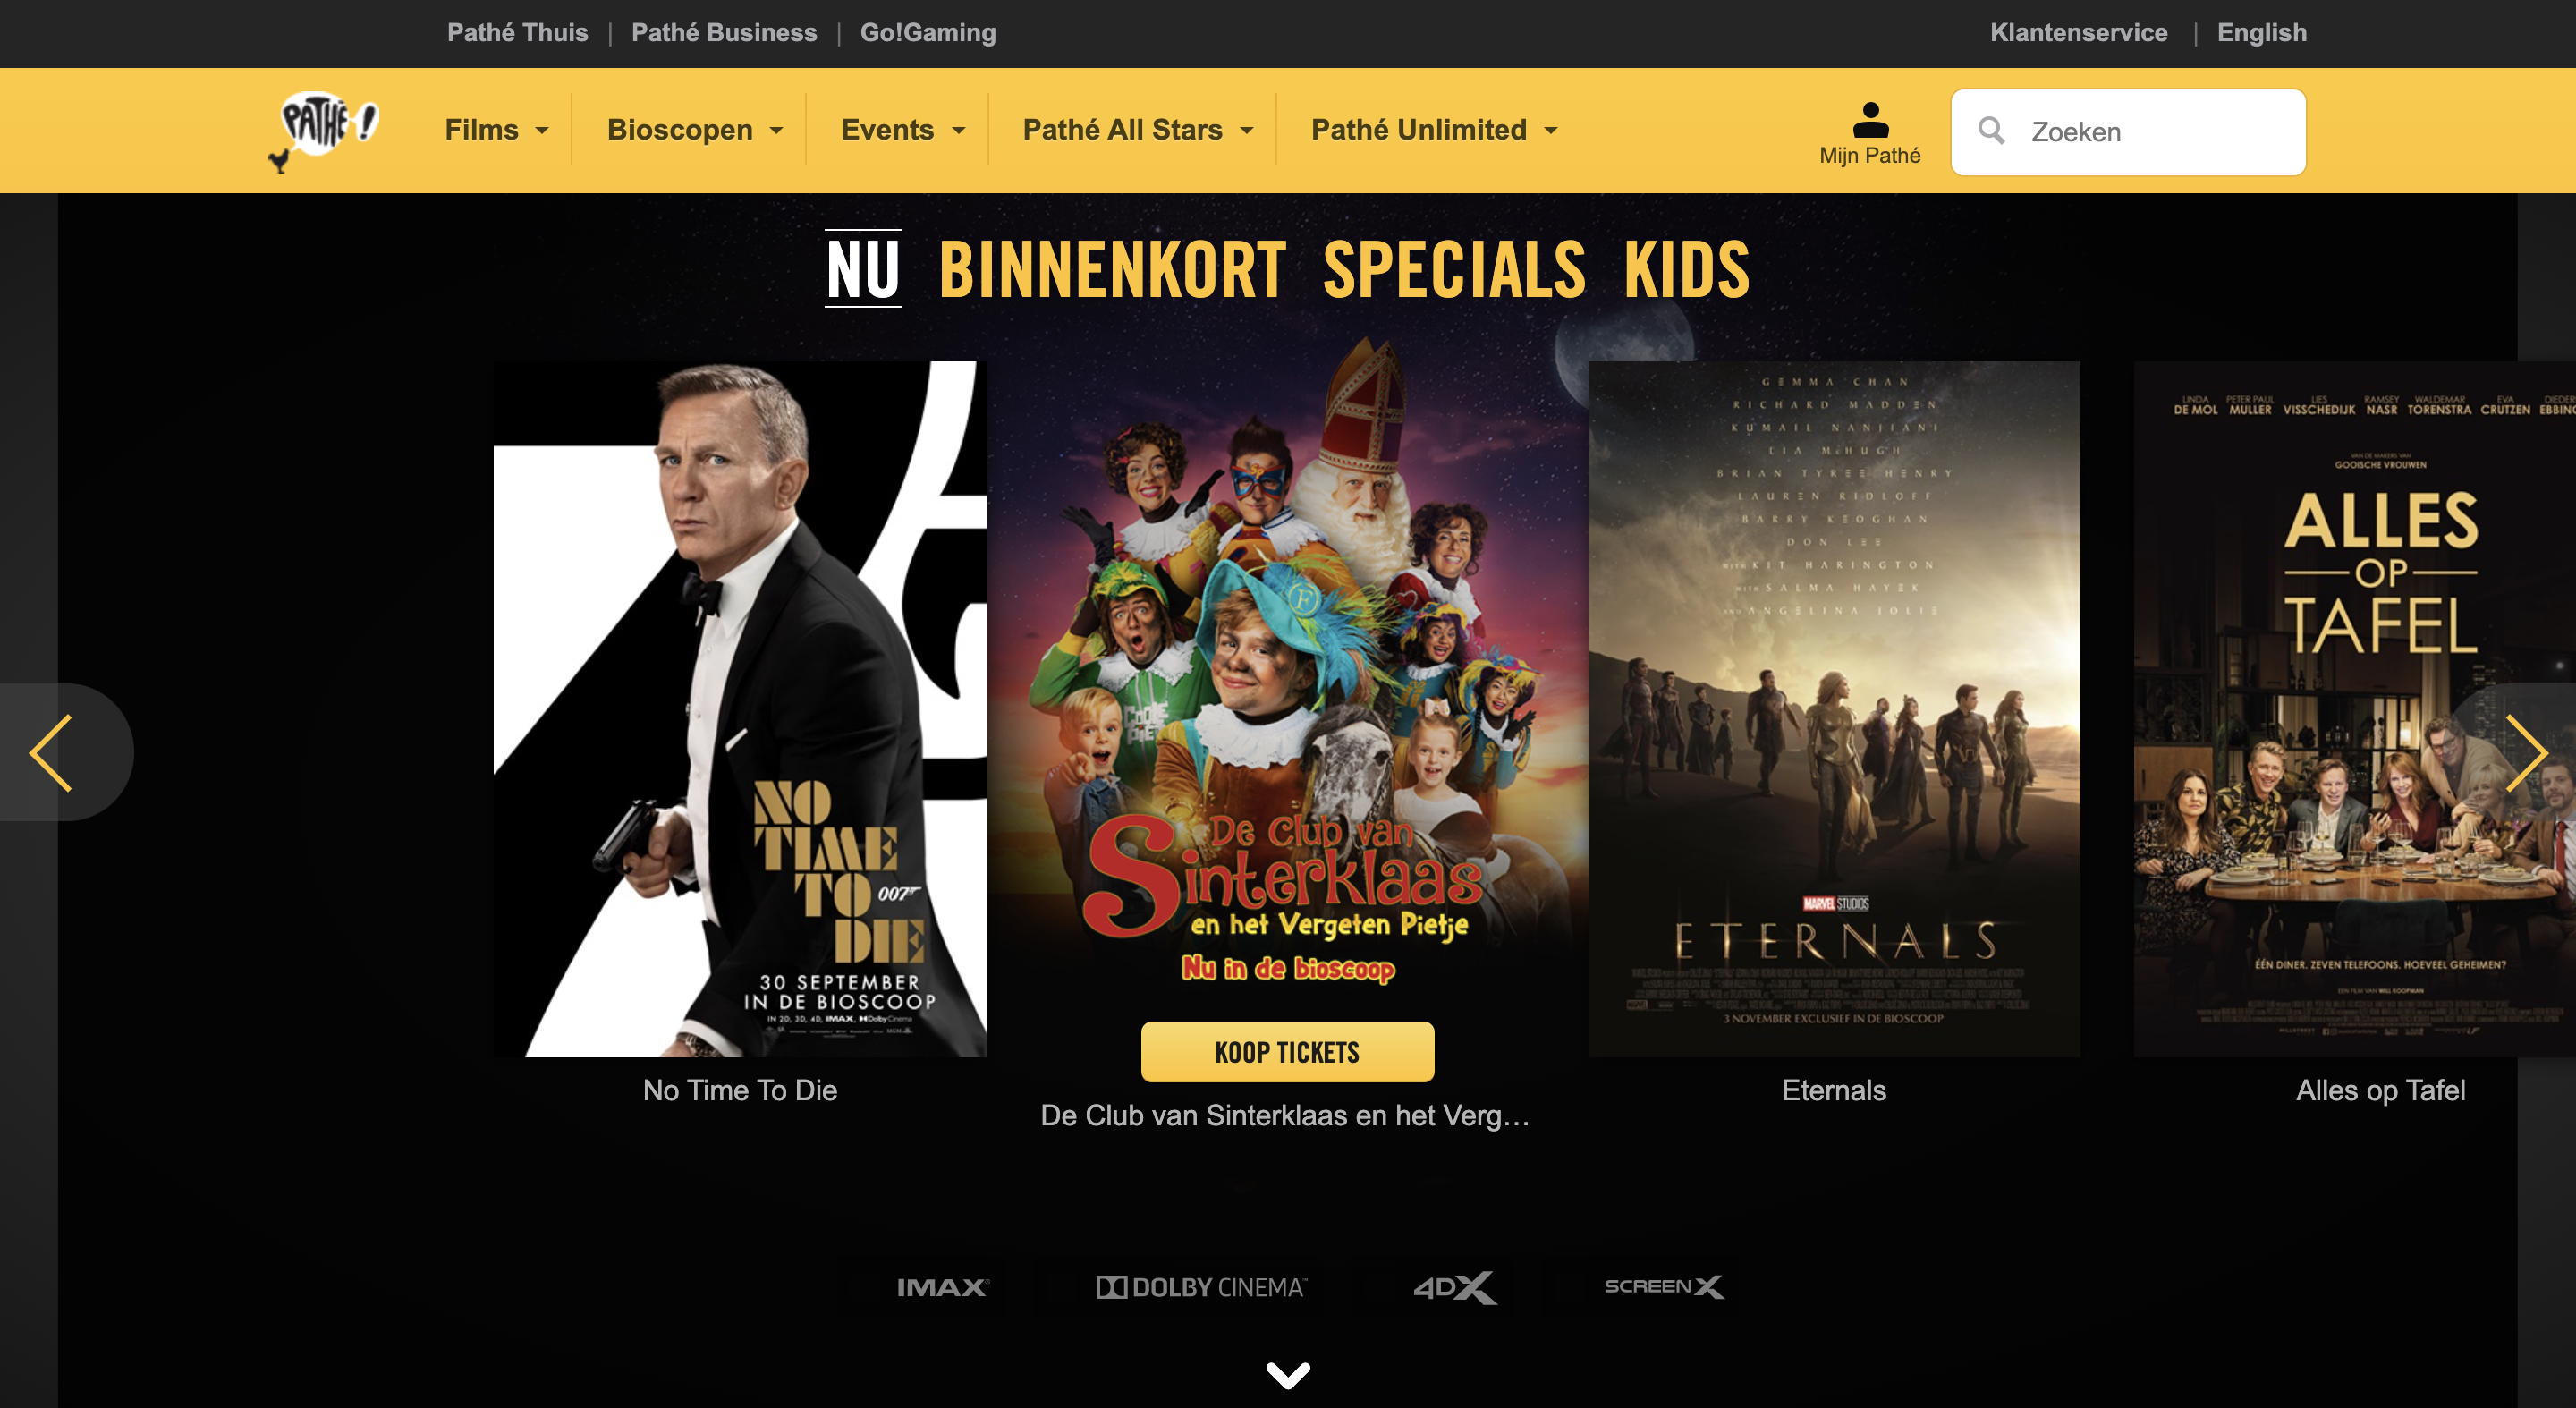 Pathé Thuis | Pathé Business | Go!Gaming
Klantenservice | English
PATHÉ!
Films
Bioscopen
Events
Pathé All Stars
Pathé Unlimited
Mijn Pathé
Zoeken
NU BINNENKORT SPECIALS KIDS
NO
TIME
TO 007
DIE
30 SEPTEMBER
IN DE BIOSCOOP
IN 2D, 3D, 4D, IMAX, Dolby Cinema
No Time To Die
F
COOLE
PIET
De Club van
Sinterklaas
en het Vergeten Pietje
Nu in de bioscoop
KOOP TICKETS
De Club van Sinterklaas en het Verg...
GEMMA CHAN
RICHARD MADDEN
KUMAIL NANJIANI
LIA McHUGH
BRIAN TYREE HENRY
LAUREN RIDLOFF
BARRY KEOGHAN
DON LEE
WITH KIT HARINGTON
WITH SALMA HAYEK
AND ANGELINA JOLIE
MARVEL STUDIOS
ETERNALS
3 NOVEMBER EXCLUSIEF IN DE BIOSCOOP
Eternals
LINDA DE MOL PETER PAUL MULLER LIES VISSCHEDIJK RAMSEY NASR WALDEMAR TORENSTRA EVA CRUTZEN
VAN DE MAKERS VAN
GOOISCHE VROUWEN
ALLES
OP
TAFEL
ÉÉN DINER. ZEVEN TELEFOONS. HOEVEEL GEHEIMEN?
EEN FILM VAN WILL KOOPMAN
Alles op Tafel
IMAX
DOLBY CINEMA™
4DX
SCREENX